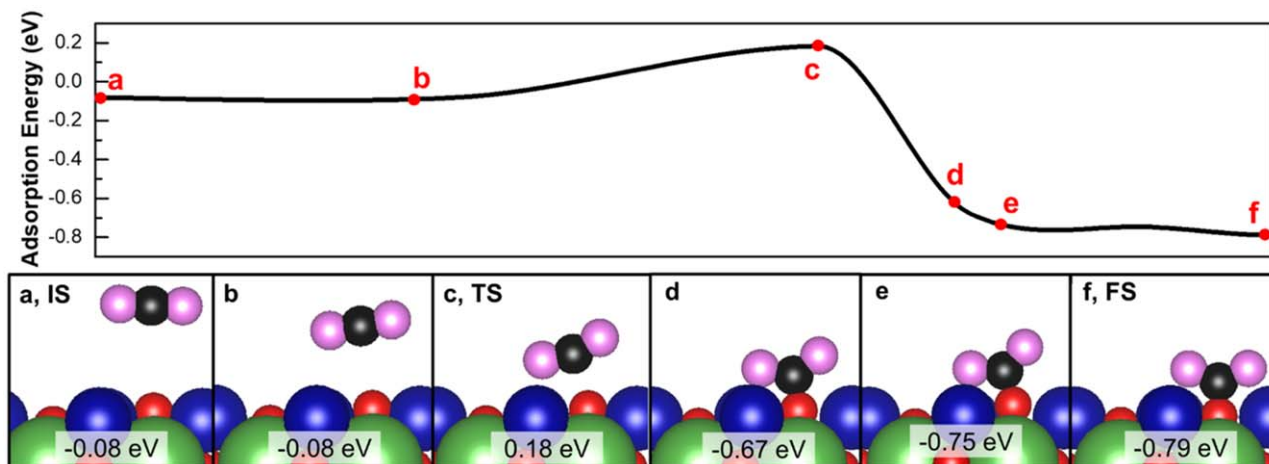 Adsorption Energy (eV)
0.2
0.0
-0.2
-0.4
-0.6
-0.8
a
b
c
d
e
f
a, IS
b
c, TS
d
e
f, FS
-0.08 eV
-0.08 eV
0.18 eV
-0.67 eV
-0.75 eV
-0.79 eV